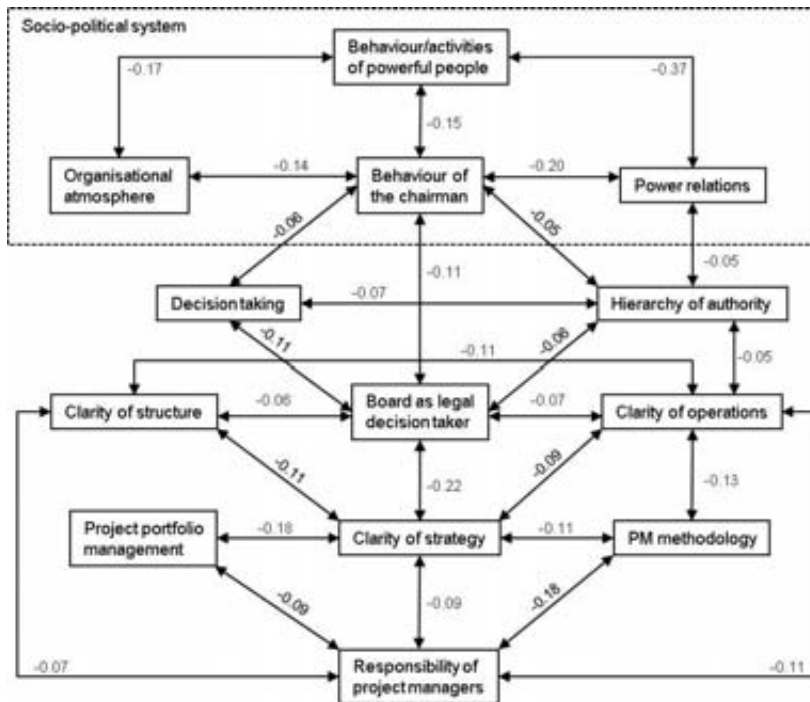 Socio-political system
Behaviour/activities
of powerful people
-0.17
-0.37
-0.15
Organisational
atmosphere
-0.14
Behaviour of
the chairman
-0.20
Power relations
-0.06
-0.05
-0.11
-0.05
Decision taking
-0.07
Hierarchy of authority
-0.11
-0.11
-0.06
-0.05
Clarity of structure
-0.06
Board as legal
decision taker
-0.07
Clarity of operations
-0.11
-0.22
-0.09
-0.13
Project portfolio
management
-0.18
Clarity of strategy
-0.11
PM methodology
-0.09
-0.09
-0.18
-0.07
Responsibility of
project managers
-0.11